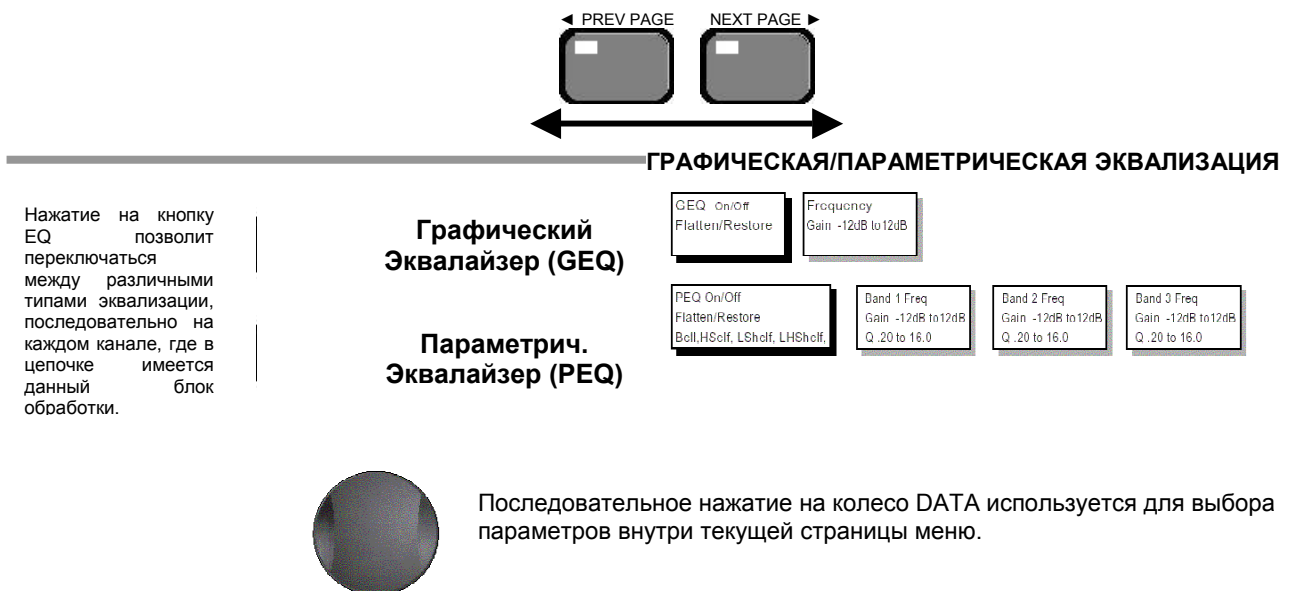 ◄ PREV PAGE NEXT PAGE ►
ГРАФИЧЕСКАЯ/ПАРАМЕТРИЧЕСКАЯ ЭКВАЛИЗАЦИЯ
Нажатие на кнопку
EQ позволит
переключаться
между различными
типами эквализации,
последовательно на
каждом канале, где в
цепочке имеется
данный блок
обработки.
Графический
Эквалайзер (GEQ)
GEQ On/Off
Flatten/Restore
Frequency
Gain -12dB to12dB
Параметрич.
Эквалайзер (PEQ)
PEQ On/Off
Flatten/Restore
Bell,HSelf, LShelf, LHShelf,
Band 1 Freq
Gain -12dB to12dB
Q .20 to 16.0
Band 2 Freq
Gain -12dB to12dB
Q .20 to 16.0
Band 3 Freq
Gain -12dB to12dB
Q .20 to 16.0
Последовательное нажатие на колесо DATA используется для выбора
параметров внутри текущей страницы меню.